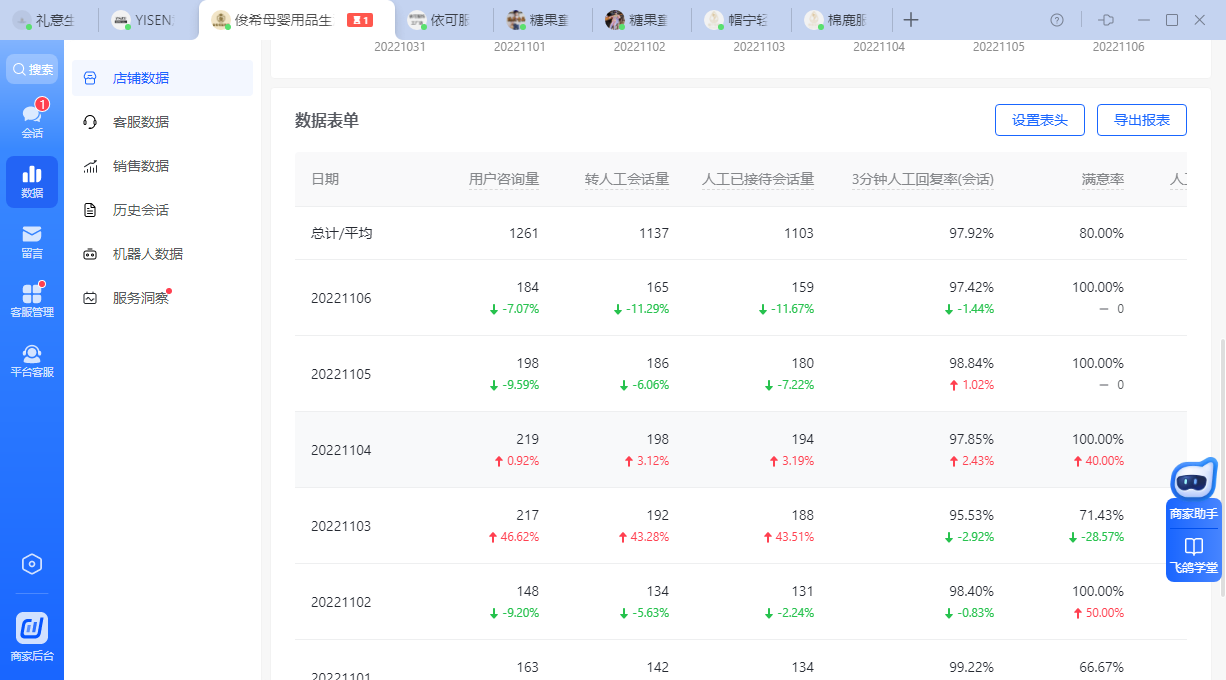 礼意生
YISEN
俊希母婴用品生
1
依可服
糖果童
糖果童
帽宁轻
棉鹿服
20221031
20221101
20221102
20221103
20221104
20221105
20221106
搜索
1
会话
数据
留言
客服管理
平台客服
商家后台
店铺数据
客服数据
销售数据
历史会话
机器人数据
服务洞察
数据表单
设置表头
导出报表
日期 用户咨询量 转人工会话量 人工已接待会话量 3分钟人工回复率(会话) 满意率
总计/平均 1261 1137 1103 97.92% 80.00%
20221106 184 165 159 97.42% 100.00%
-7.07% -11.29% -11.67% -1.44% 0
20221105 198 186 180 98.84% 100.00%
-9.59% -6.06% -7.22% 1.02% 0
20221104 219 198 194 97.85% 100.00%
0.92% 3.12% 3.19% 2.43% 40.00%
20221103 217 192 188 95.53% 71.43%
46.62% 43.28% 43.51% -2.92% -28.57%
20221102 148 134 131 98.40% 100.00%
-9.20% -5.63% -2.24% -0.83% 50.00%
20221101 163 142 134 99.22% 66.67%
商家助手
飞鸽学堂